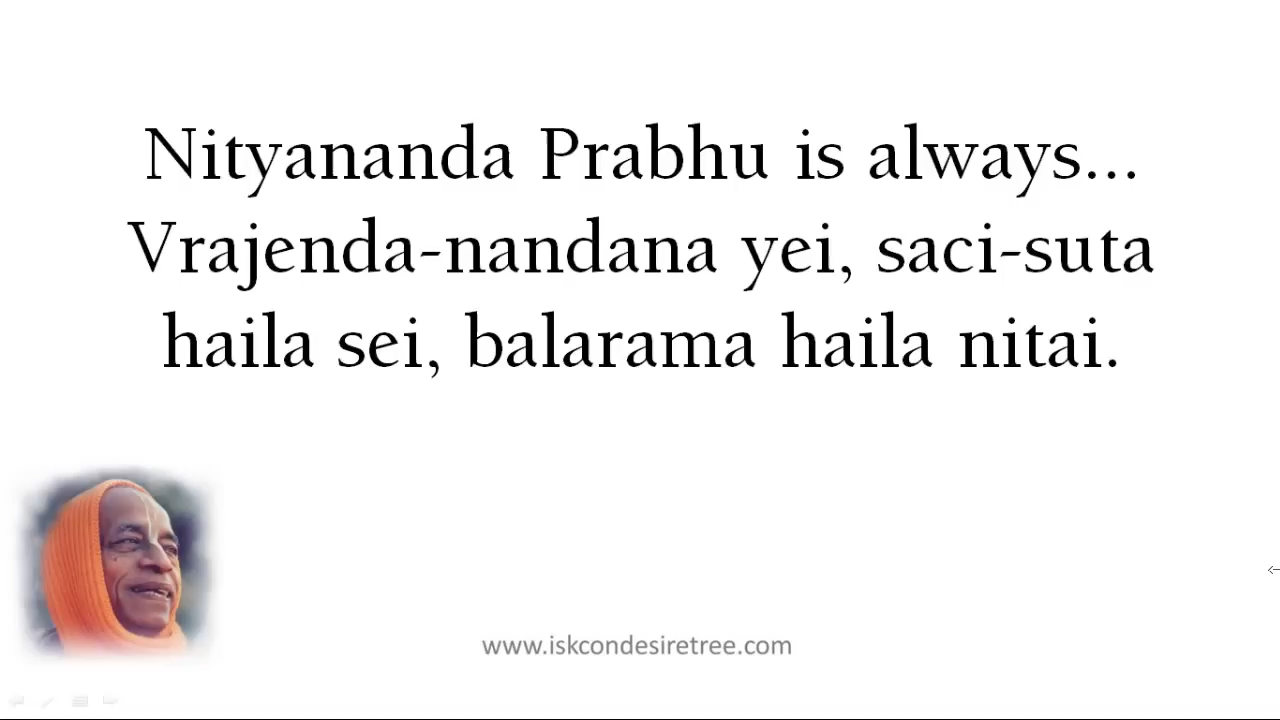 Nityananda Prabhu is always...
Vrajenda-nandana yei, saci-suta
haila sei, balarama haila nitai.
www.iskcondesiretree.com